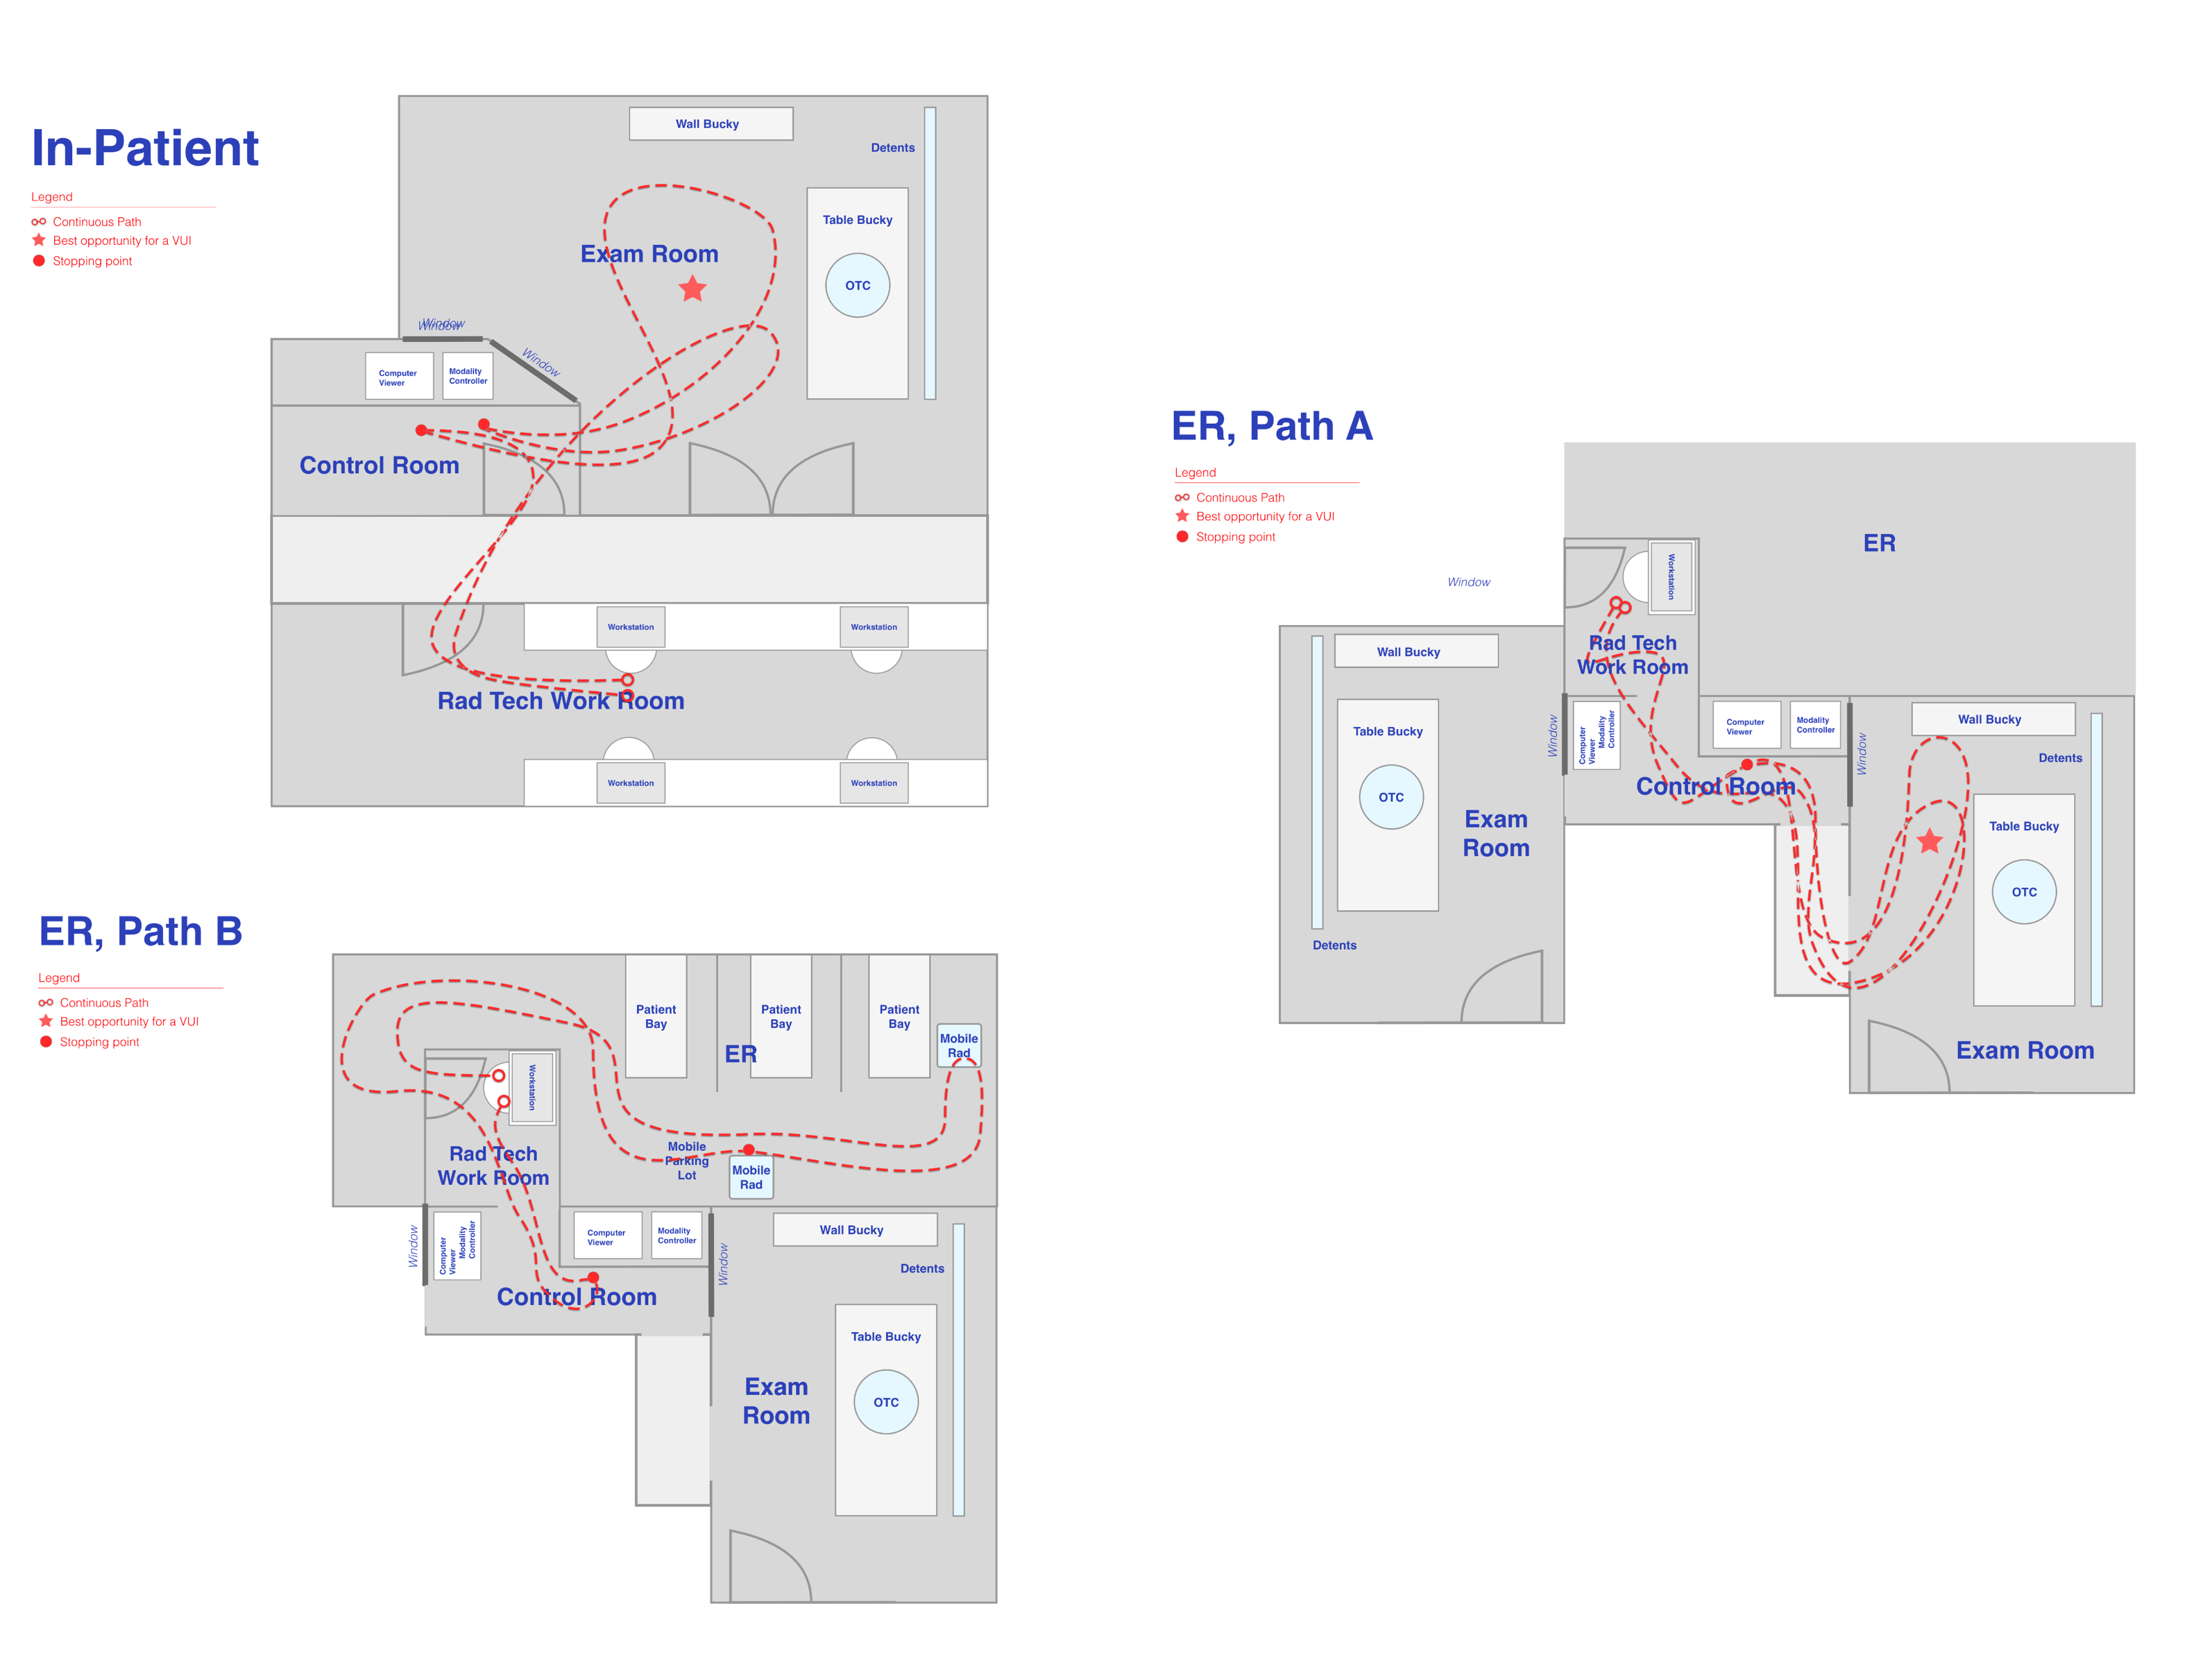 In-Patient
Legend
Continuous Path
Best opportunity for a VUI
Stopping point
Wall Bucky
Detents
Table Bucky
Exam Room
OTC
Window
Window
Window
Computer
Viewer
Modality
Controller
Control Room
Workstation
Workstation
Rad Tech Work Room
Workstation
Workstation
ER, Path A
Legend
Continuous Path
Best opportunity for a VUI
Stopping point
ER
Window
Workstation
Rad Tech
Work Room
Wall Bucky
Table Bucky
OTC
Exam
Room
Detents
Window
Computer
Viewer
Modality
Controller
Computer
Viewer
Modality
Controller
Control Room
Window
Wall Bucky
Detents
Table Bucky
OTC
Exam Room
ER, Path B
Legend
Continuous Path
Best opportunity for a VUI
Stopping point
Patient
Bay
Patient
Bay
Patient
Bay
ER
Mobile
Rad
Workstation
Rad Tech
Work Room
Mobile
Parking
Lot
Mobile
Rad
Window
Computer
Viewer
Modality
Controller
Computer
Viewer
Modality
Controller
Control Room
Window
Wall Bucky
Detents
Table Bucky
OTC
Exam
Room